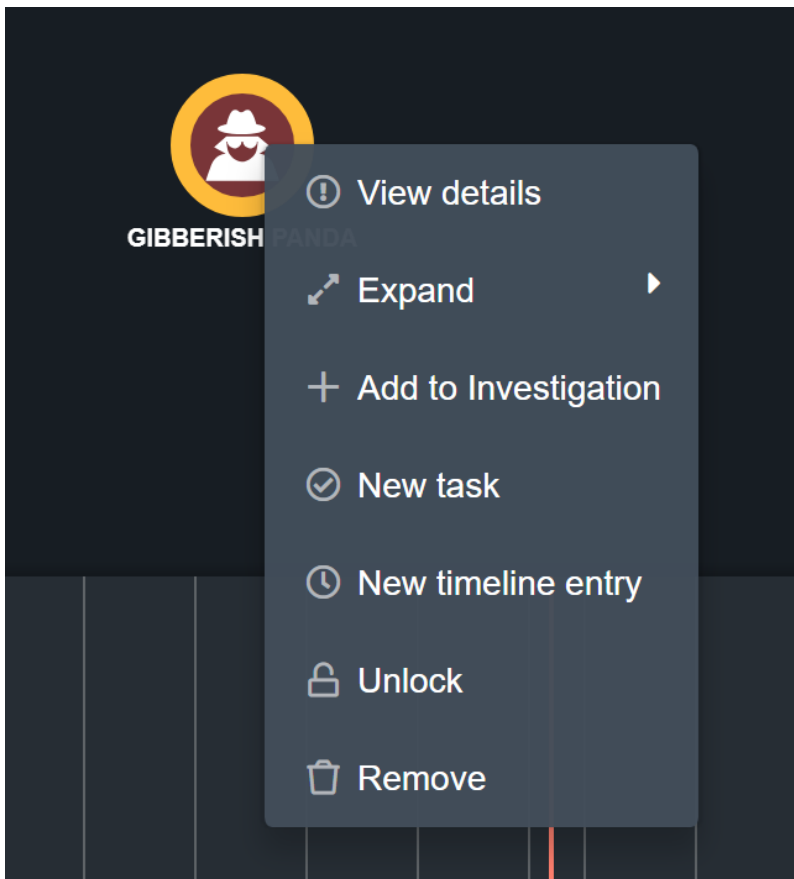 GIBBERISH PANDA
View details
Expand
Add to Investigation
New task
New timeline entry
Unlock
Remove